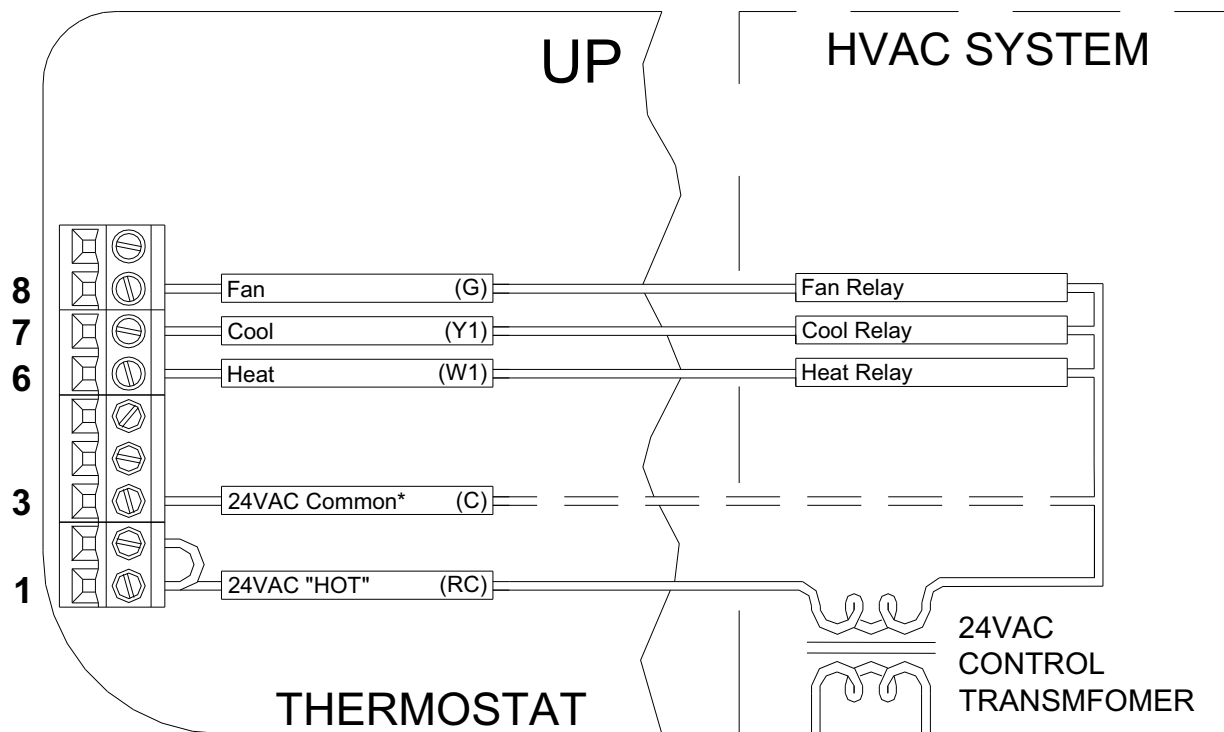 UP
HVAC SYSTEM
8 Fan (G) Fan Relay
7 Cool (Y1) Cool Relay
6 Heat (W1) Heat Relay
3 24VAC Common* (C)
1 24VAC "HOT" (RC)
24VAC
CONTROL
TRANSMFOMER
THERMOSTAT